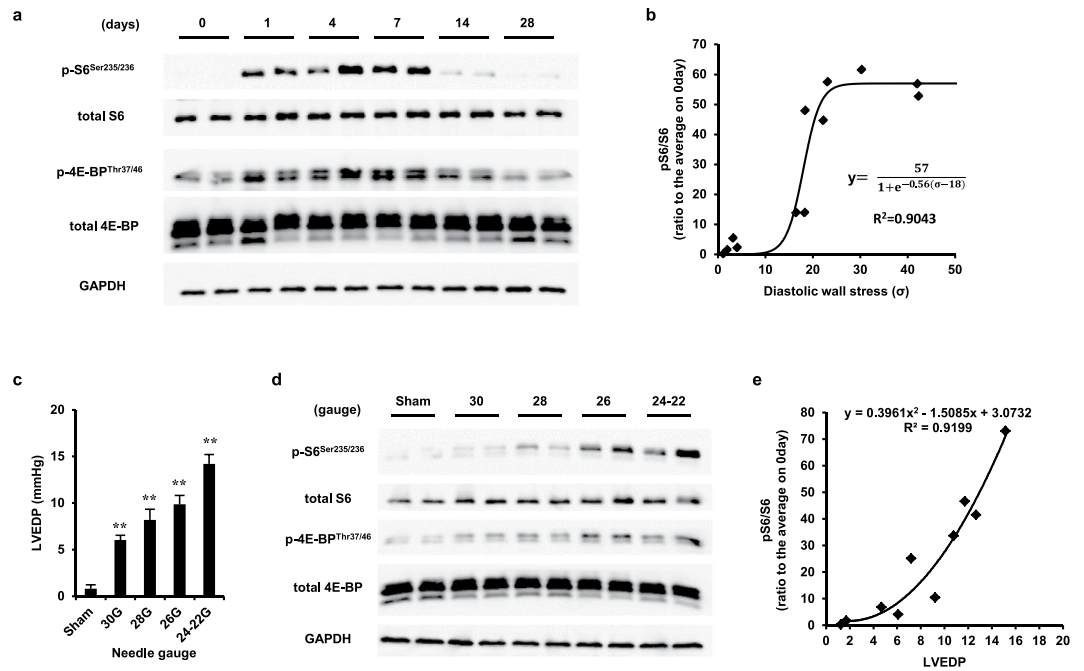 a
(days) 0 1 4 7 14 28
p-S6Ser235/236
total S6
p-4E-BPThr37/46
total 4E-BP
GAPDH
b
pS6/S6
(ratio to the average on 0day)
70
60
50
40
30
20
10
0
0 10 20 30 40 50
Diastolic wall stress (σ)
y= 57
1+e−0.56(σ−18)
R²=0.9043
c
LVEDP (mmHg)
20
15
10
5
0
** ** ** **
Sham 30G 28G 26G 24-22G
Needle gauge
d
(gauge) Sham 30 28 26 24-22
p-S6Ser235/236
total S6
p-4E-BPThr37/46
total 4E-BP
GAPDH
e
y = 0.3961x² - 1.5085x + 3.0732
R² = 0.9199
pS6/S6
(ratio to the average on 0day)
80
70
60
50
40
30
20
10
0
0 2 4 6 8 10 12 14 16 18 20
LVEDP